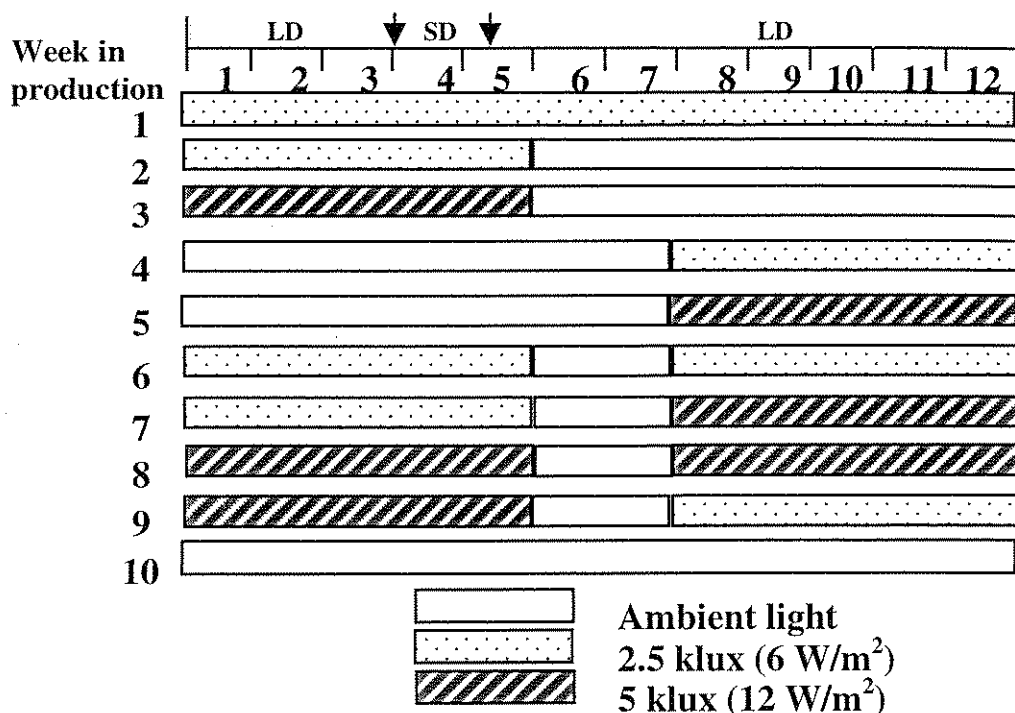 LD SD LD
Week in
production
1 2 3 4 5 6 7 8 9 10 11 12
1
2
3
4
5
6
7
8
9
10
Ambient light
2.5 klux (6 W/m²)
5 klux (12 W/m²)